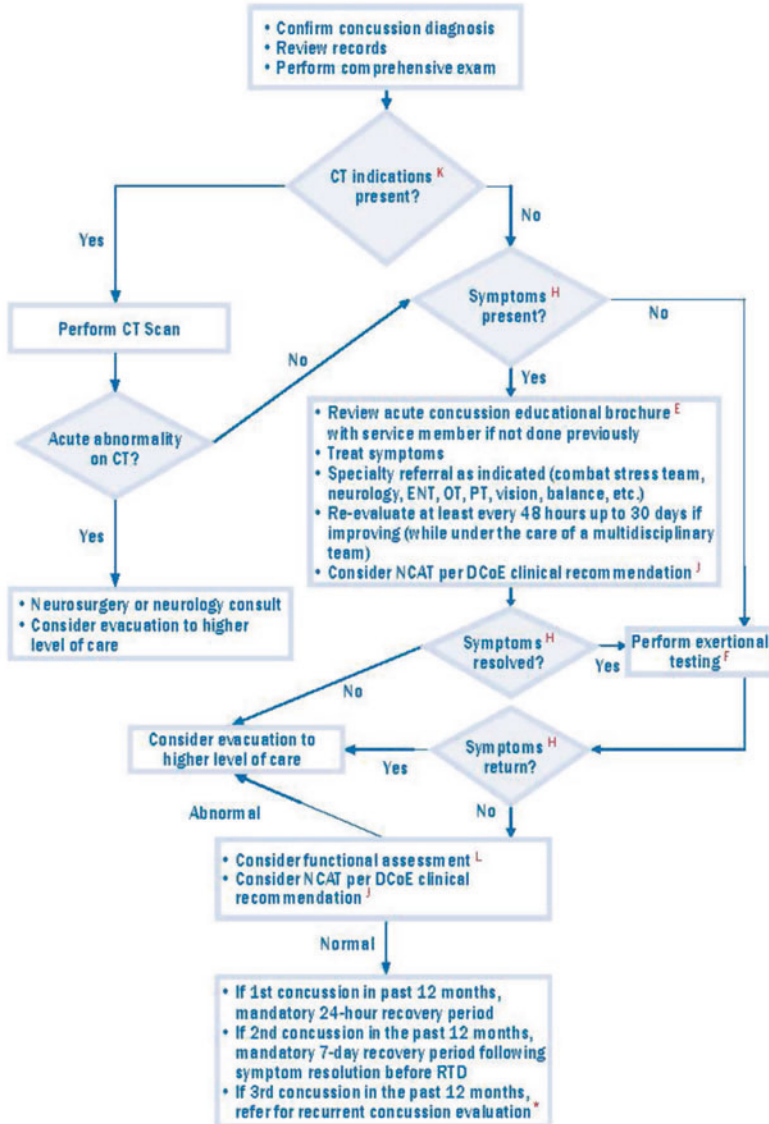 • Confirm concussion diagnosis
• Review records
• Perform comprehensive exam
CT indications K
present?
Yes
No
Perform CT Scan
Symptoms H
present?
No
No
Yes
Acute abnormality
on CT?
• Review acute concussion educational brochure E
with service member if not done previously
• Treat symptoms
• Specialty referral as indicated (combat stress team,
neurology, ENT, OT, PT, vision, balance, etc.)
• Re-evaluate at least every 48 hours up to 30 days if
improving (while under the care of a multidisciplinary
team)
• Consider NCAT per DCoE clinical recommendation J
Yes
• Neurosurgery or neurology consult
• Consider evacuation to higher
level of care
Symptoms H
resolved?
Yes
Perform exertional
testing F
No
Consider evacuation to
higher level of care
Yes
Symptoms H
return?
Abnormal
No
• Consider functional assessment L
• Consider NCAT per DCoE clinical
recommendation J
Normal
• If 1st concussion in past 12 months,
mandatory 24-hour recovery period
• If 2nd concussion in the past 12 months,
mandatory 7-day recovery period following
symptom resolution before RTD
• If 3rd concussion in the past 12 months,
refer for recurrent concussion evaluation*